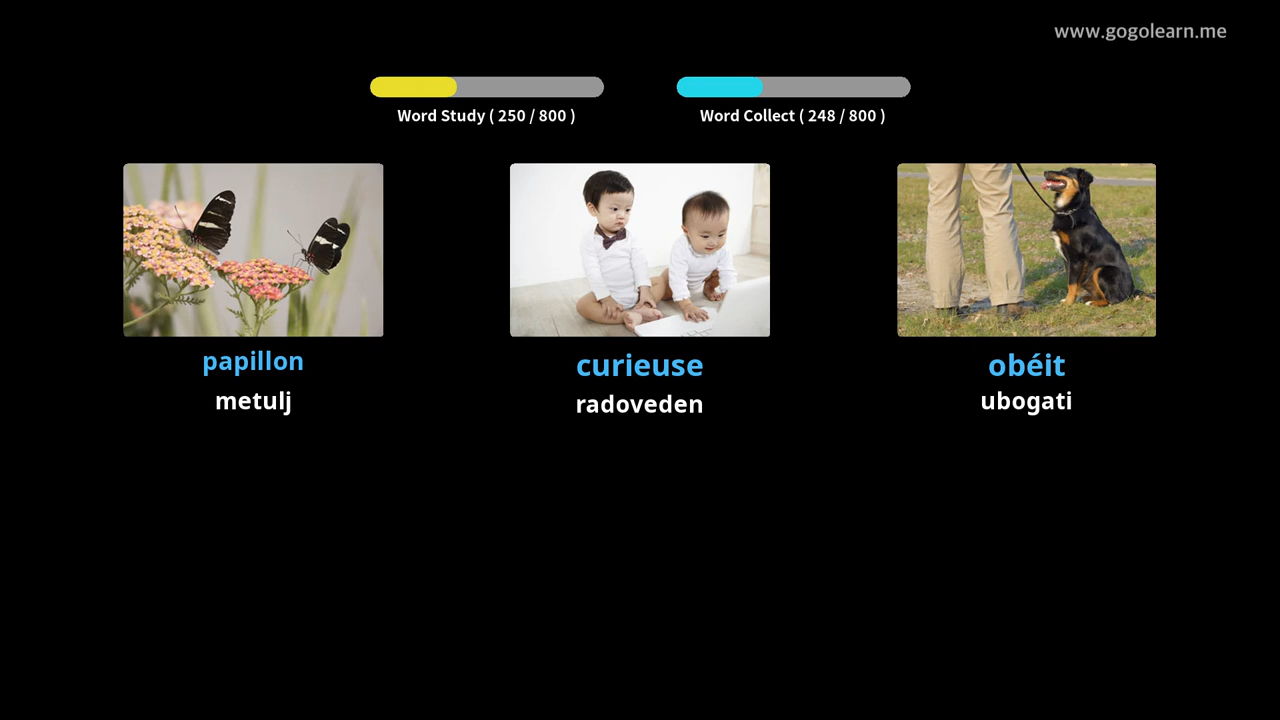 www.gogolearn.me
Word Study ( 250 / 800 )
Word Collect ( 248 / 800 )
papillon
metulj
curieuse
radoveden
obéit
ubogati